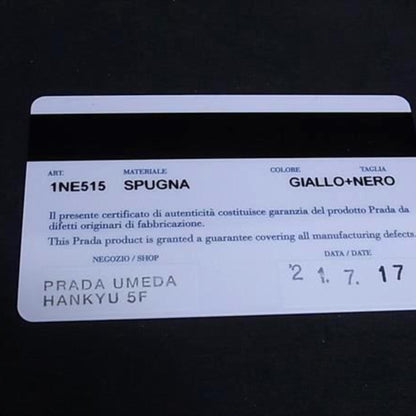 ART. MATERIALE COLORE TAGLIA
1NE515 SPUGNA GIALLO+NERO
Il presente certificato di autenticità costituisce garanzia del prodotto Prada da
difetti originari di fabbricazione.
This Prada product is granted a guarantee covering all manufacturing defects.
NEGOZIO / SHOP DATA / DATE
PRADA UMEDA '2 1. 7. 17
HANKYU 5F